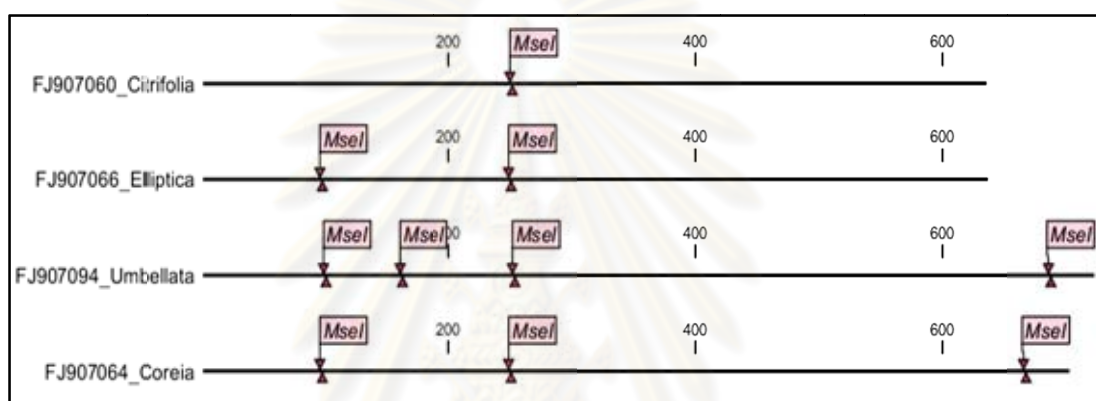 200 MseI 400 600
FJ907060_Citrifolia
MseI 200 MseI 400 600
FJ907066_Elliptica
MseI MseI 00 MseI 400 600 MseI
FJ907094_Umbellata
MseI 200 MseI 400 600 MseI
FJ907064_Coreia